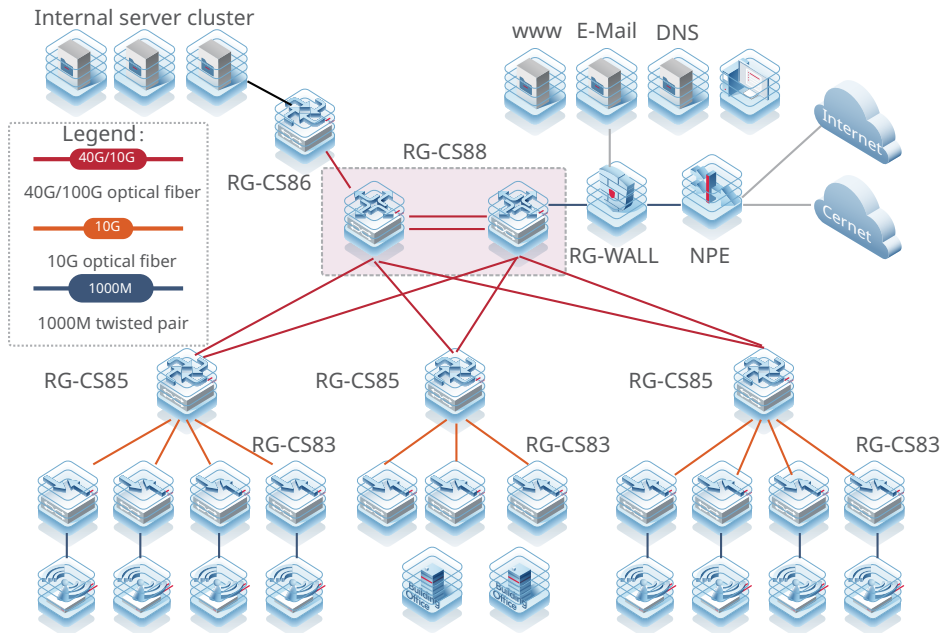 Internal server cluster
www
E-Mail
DNS
Internet
Cernet
Legend:
40G/10G
40G/100G optical fiber
10G
10G optical fiber
1000M
1000M twisted pair
RG-CS86
RG-CS88
RG-WALL
NPE
RG-CS85
RG-CS85
RG-CS85
RG-CS83
RG-CS83
RG-CS83
Building
Office
Building
Office